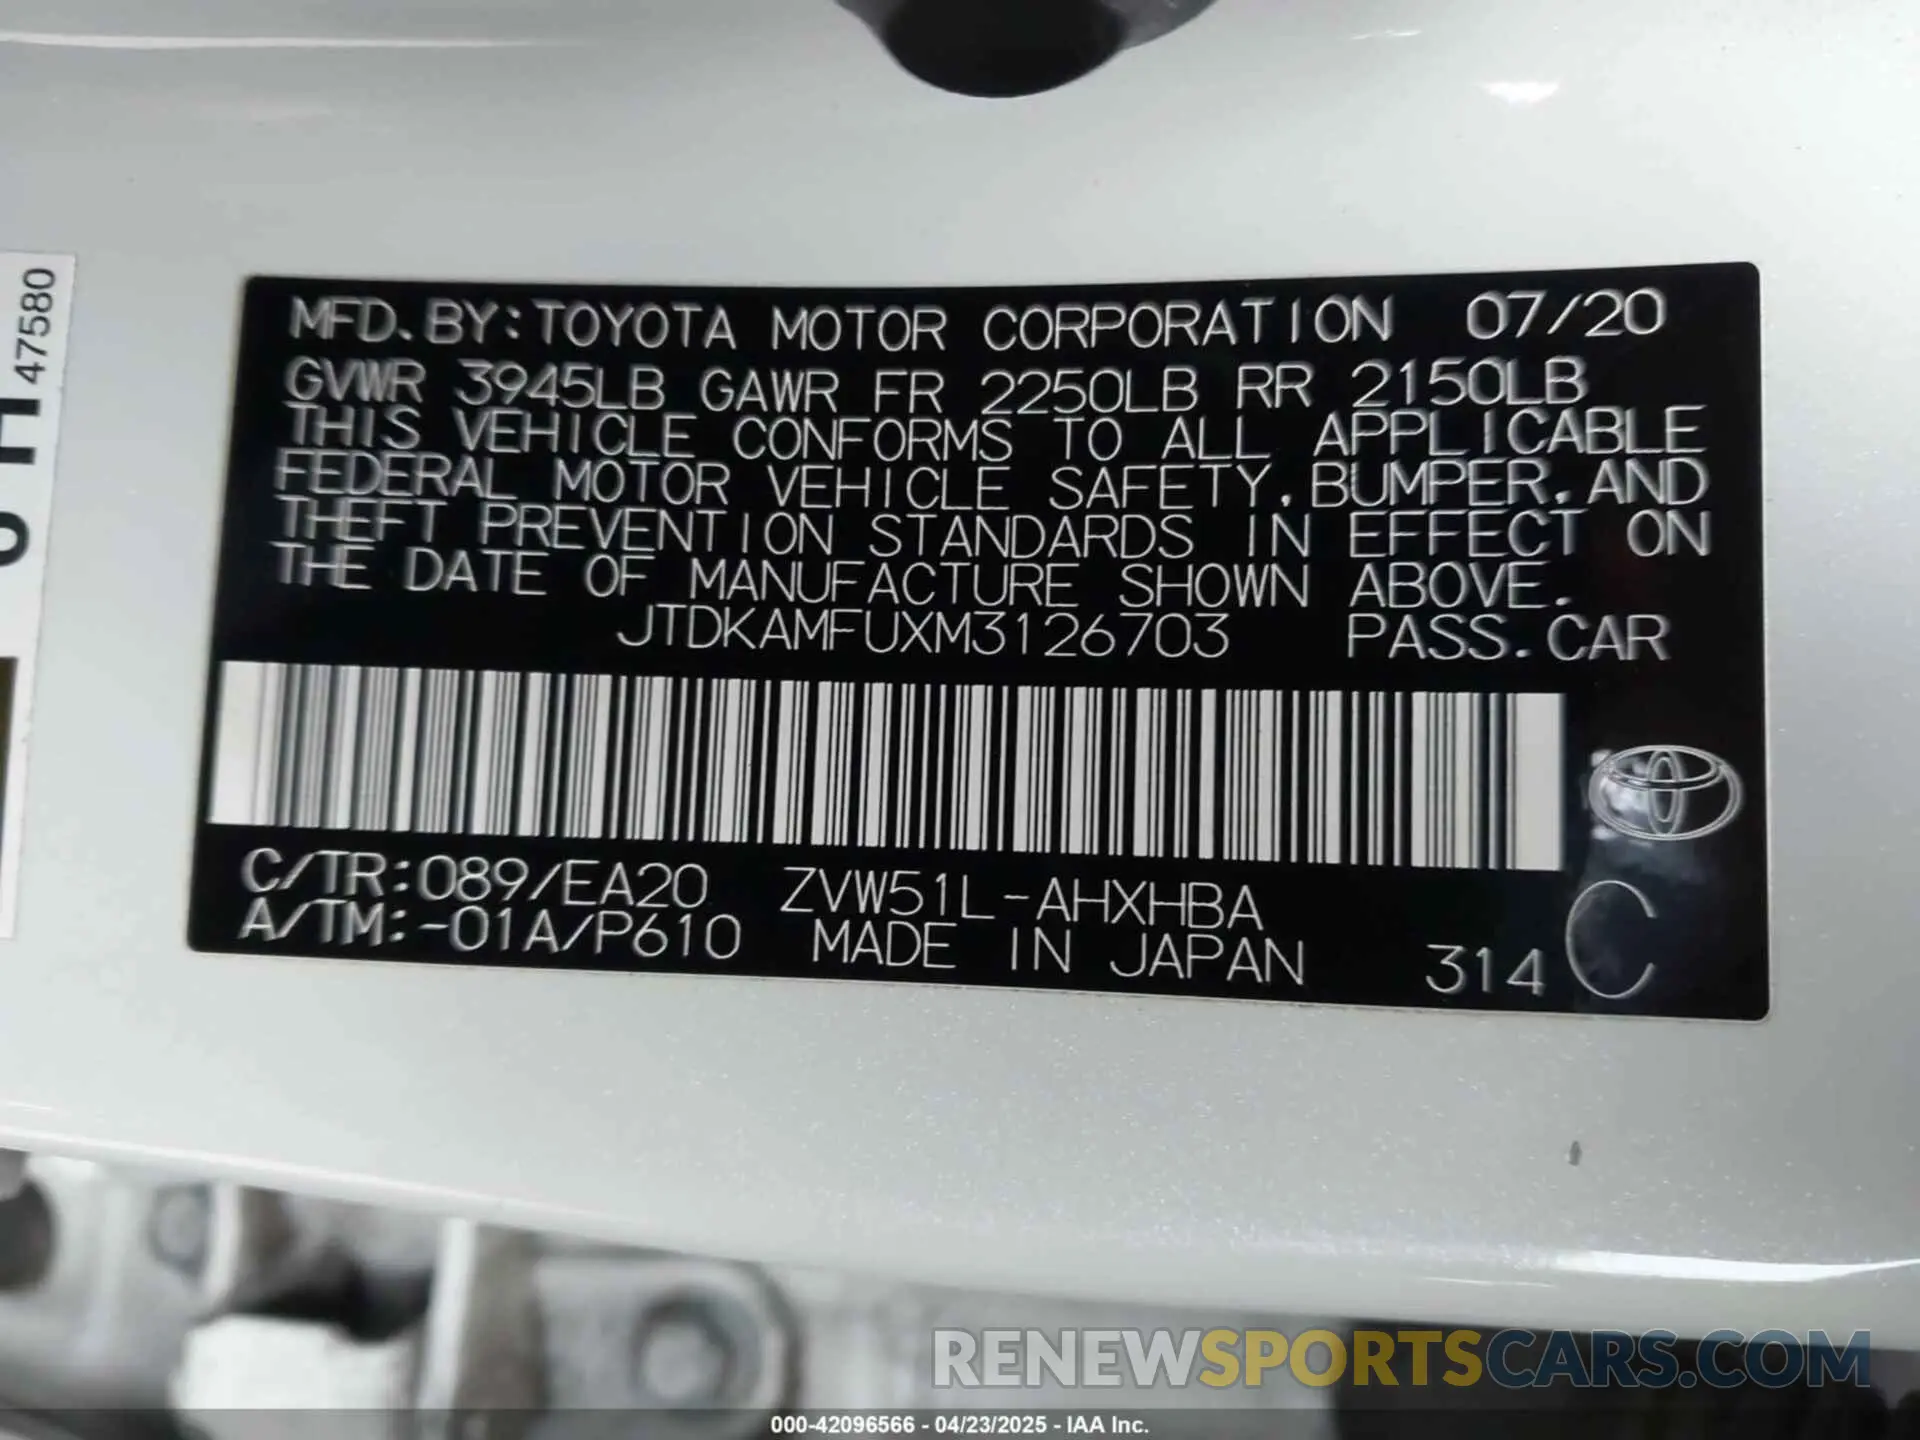 MFD. BY: TOYOTA MOTOR CORPORATION 07/20
GVWR 3945LB GAWR FR 2250LB RR 2150LB
THIS VEHICLE CONFORMS TO ALL APPLICABLE
FEDERAL MOTOR VEHICLE SAFETY, BUMPER, AND
THEFT PREVENTION STANDARDS IN EFFECT ON
THE DATE OF MANUFACTURE SHOWN ABOVE.
JTDKAMFUXM3126703 PASS. CAR
C/TR: 089/EA20 ZVW51L-AHXHBA
A/TM: -01A/P610 MADE IN JAPAN 314 C
47580
RENEWSPORTSCARS.COM
000-42096566 - 04/23/2025 - IAA Inc.